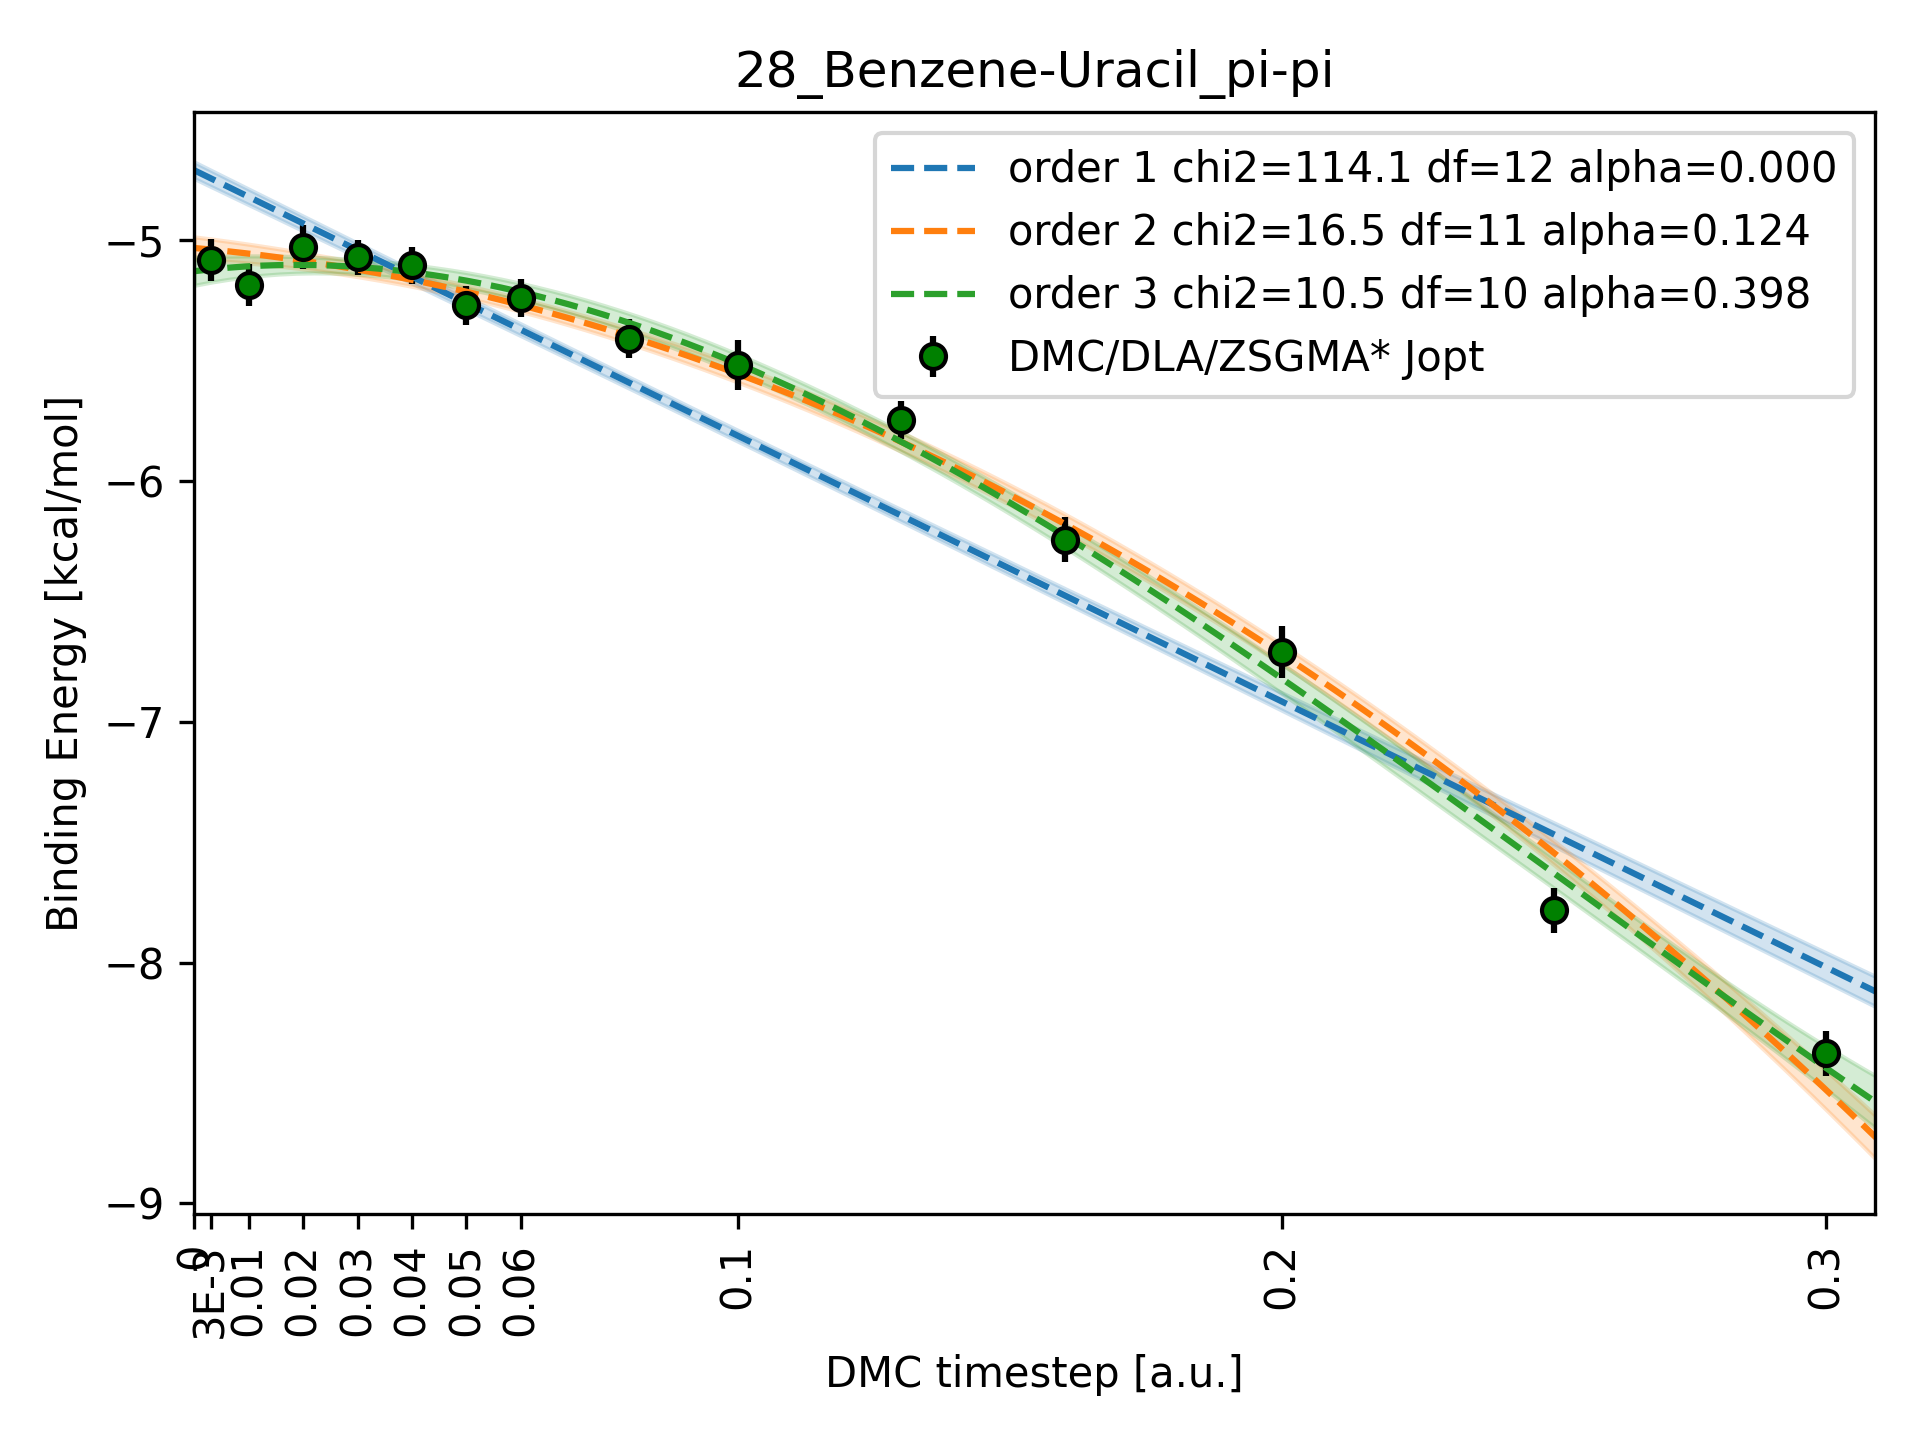 28_Benzene-Uracil_pi-pi
order 1 chi2=114.1 df=12 alpha=0.000
order 2 chi2=16.5 df=11 alpha=0.124
order 3 chi2=10.5 df=10 alpha=0.398
DMC/DLA/ZSGMA* Jopt
Binding Energy [kcal/mol]
−5
−6
−7
−8
−9
0
3E-3
0.01
0.02
0.03
0.04
0.05
0.06
0.1
0.2
0.3
DMC timestep [a.u.]